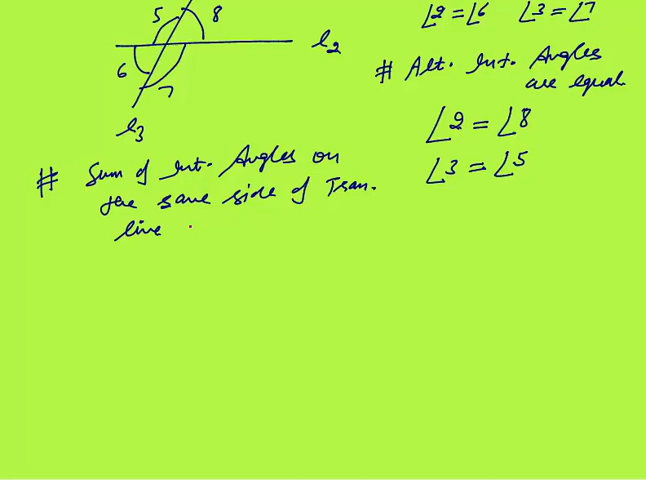 5
8
l2
6
7
l3
∠2 = ∠6 ∠3 = ∠7
# Alt. Int. Angles
are equal
∠2 = ∠8
∠3 = ∠5
# Sum of Int. Angles on
the same side of Tran.
line